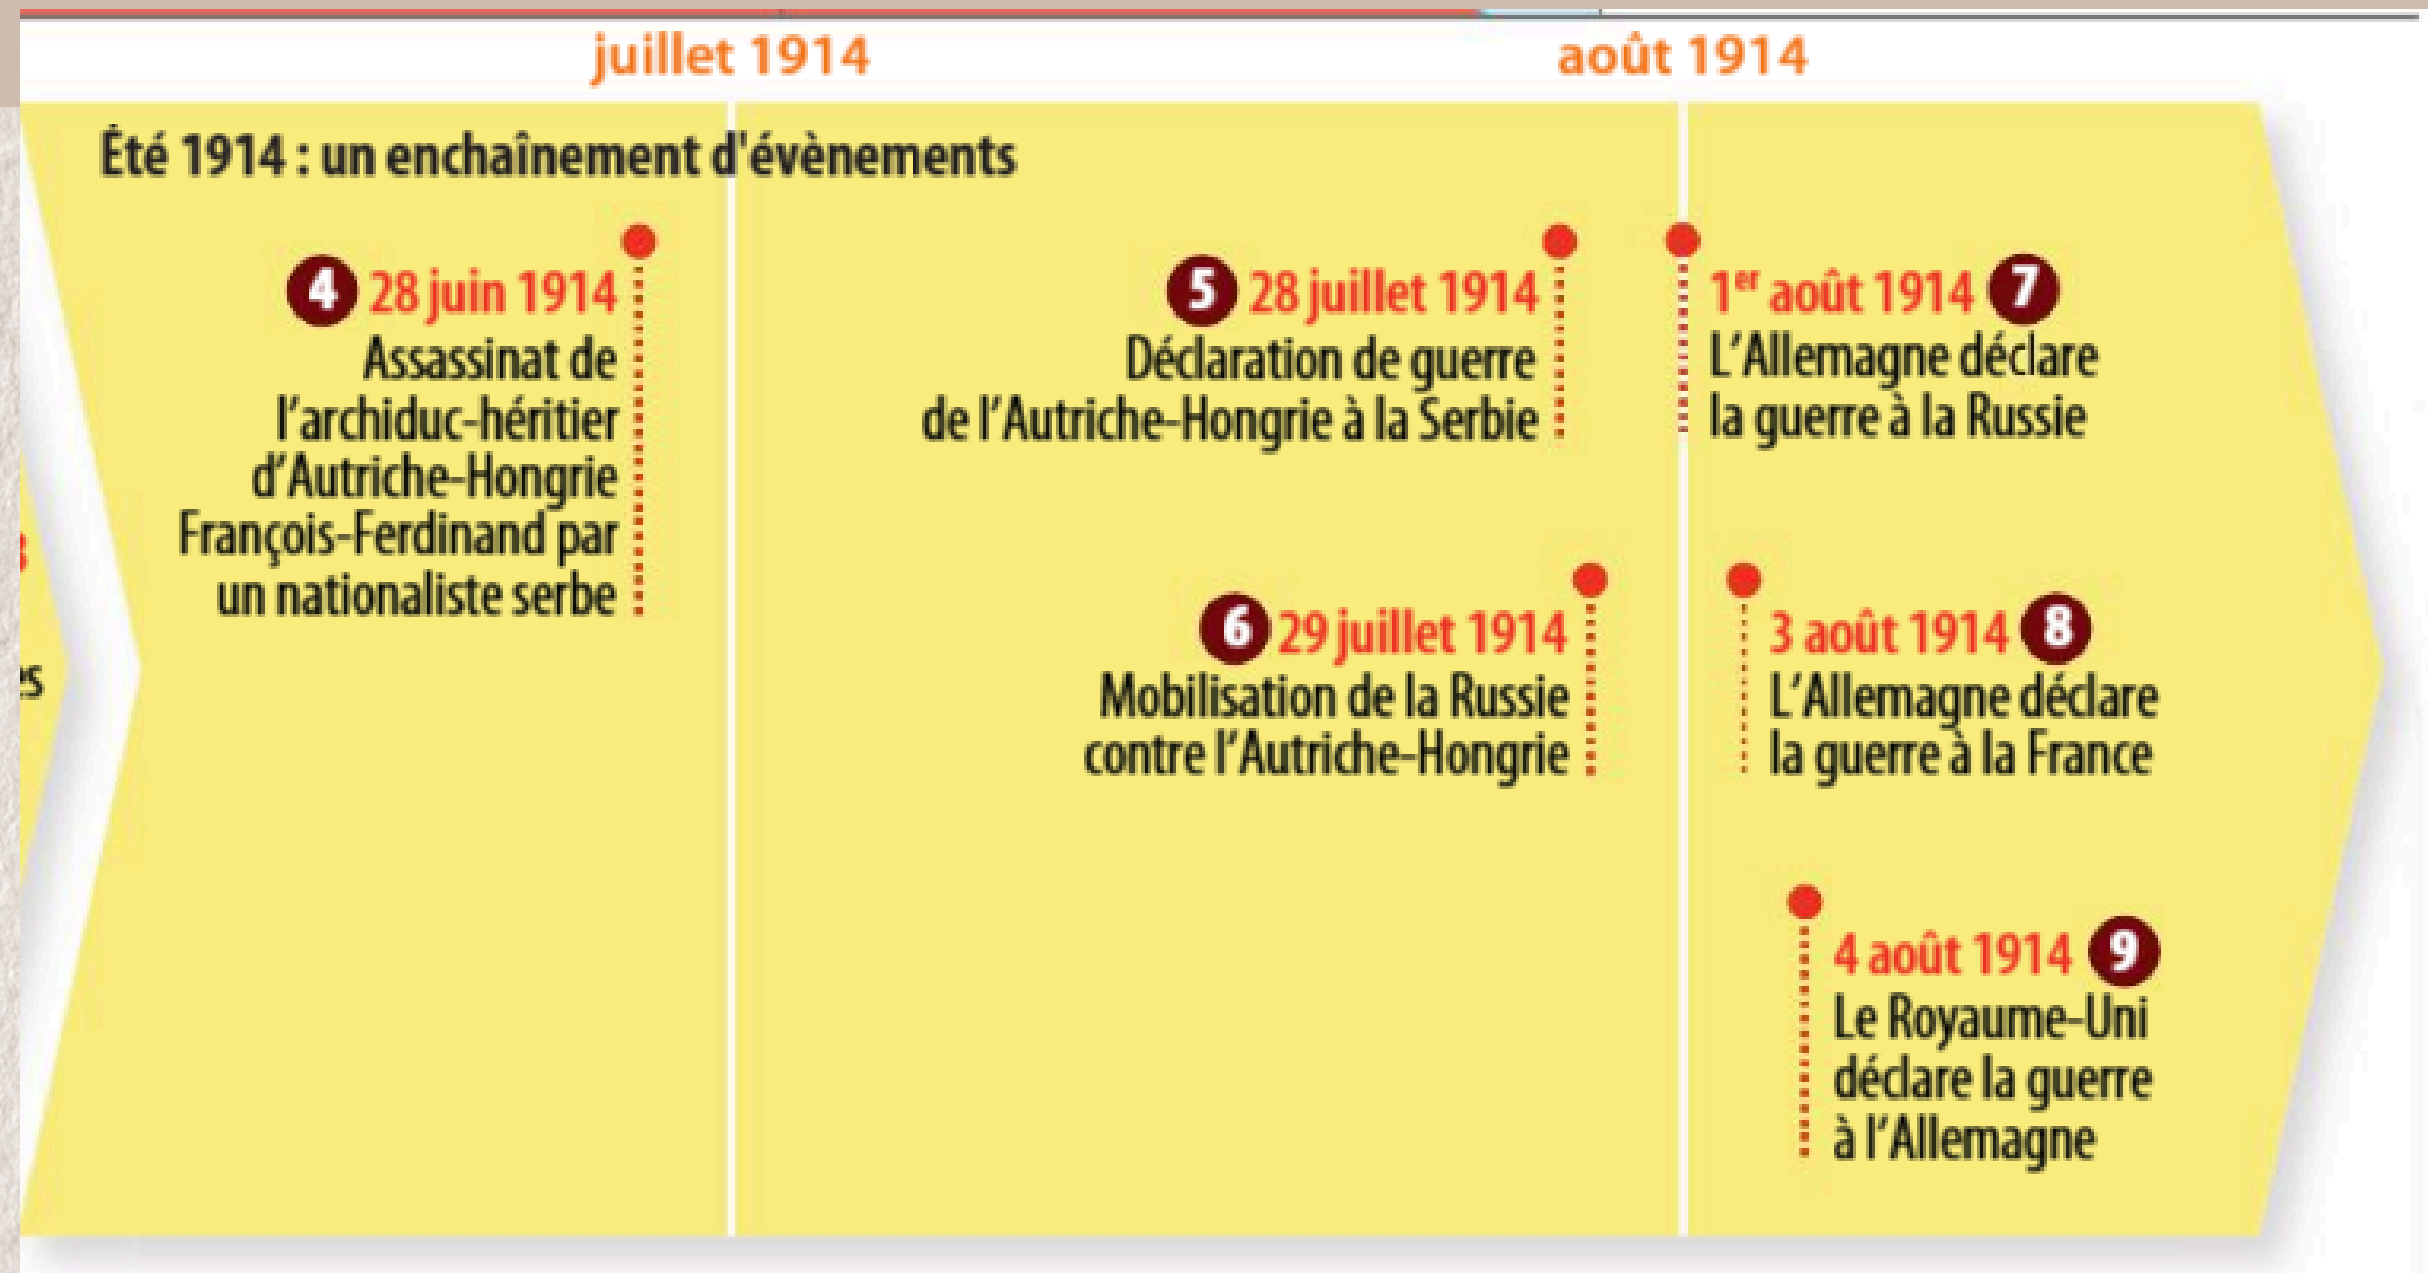 juillet 1914
août 1914
Été 1914 : un enchaînement d'évènements
4 28 juin 1914
Assassinat de
l'archiduc-héritier
d'Autriche-Hongrie
François-Ferdinand par
un nationaliste serbe
5 28 juillet 1914
Déclaration de guerre
de l'Autriche-Hongrie à la Serbie
6 29 juillet 1914
Mobilisation de la Russie
contre l'Autriche-Hongrie
1er août 1914 7
L'Allemagne déclare
la guerre à la Russie
3 août 1914 8
L'Allemagne déclare
la guerre à la France
4 août 1914 9
Le Royaume-Uni
déclare la guerre
à l'Allemagne